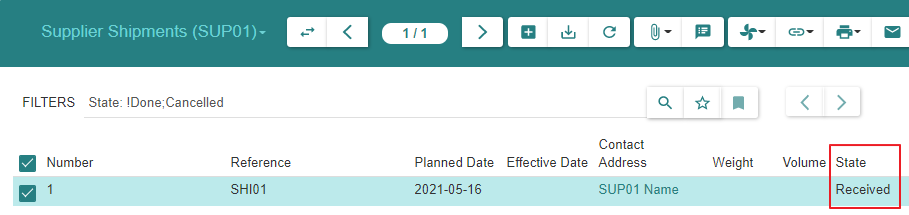 Supplier Shipments (SUP01)
1 / 1
FILTERS State: !Done;Cancelled
Number Reference Planned Date Effective Date Contact Address Weight Volume State
1 SHI01 2021-05-16 SUP01 Name Received